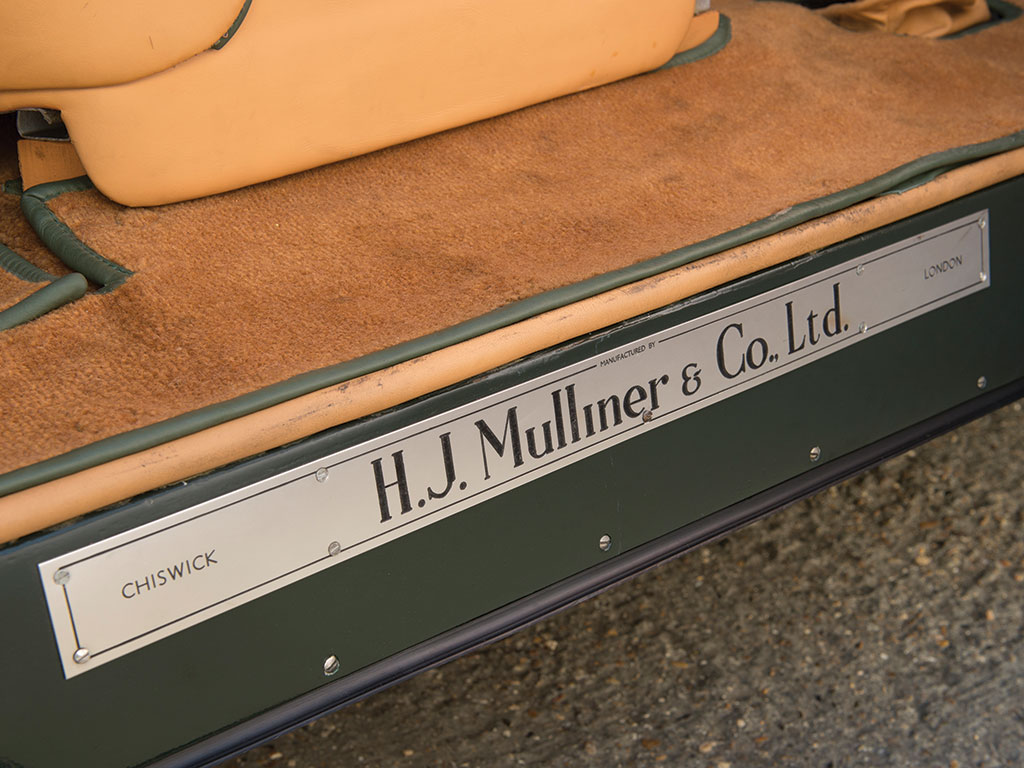 MANUFACTURED BY
H.J. Mulliner & Co., Ltd.
CHISWICK
LONDON